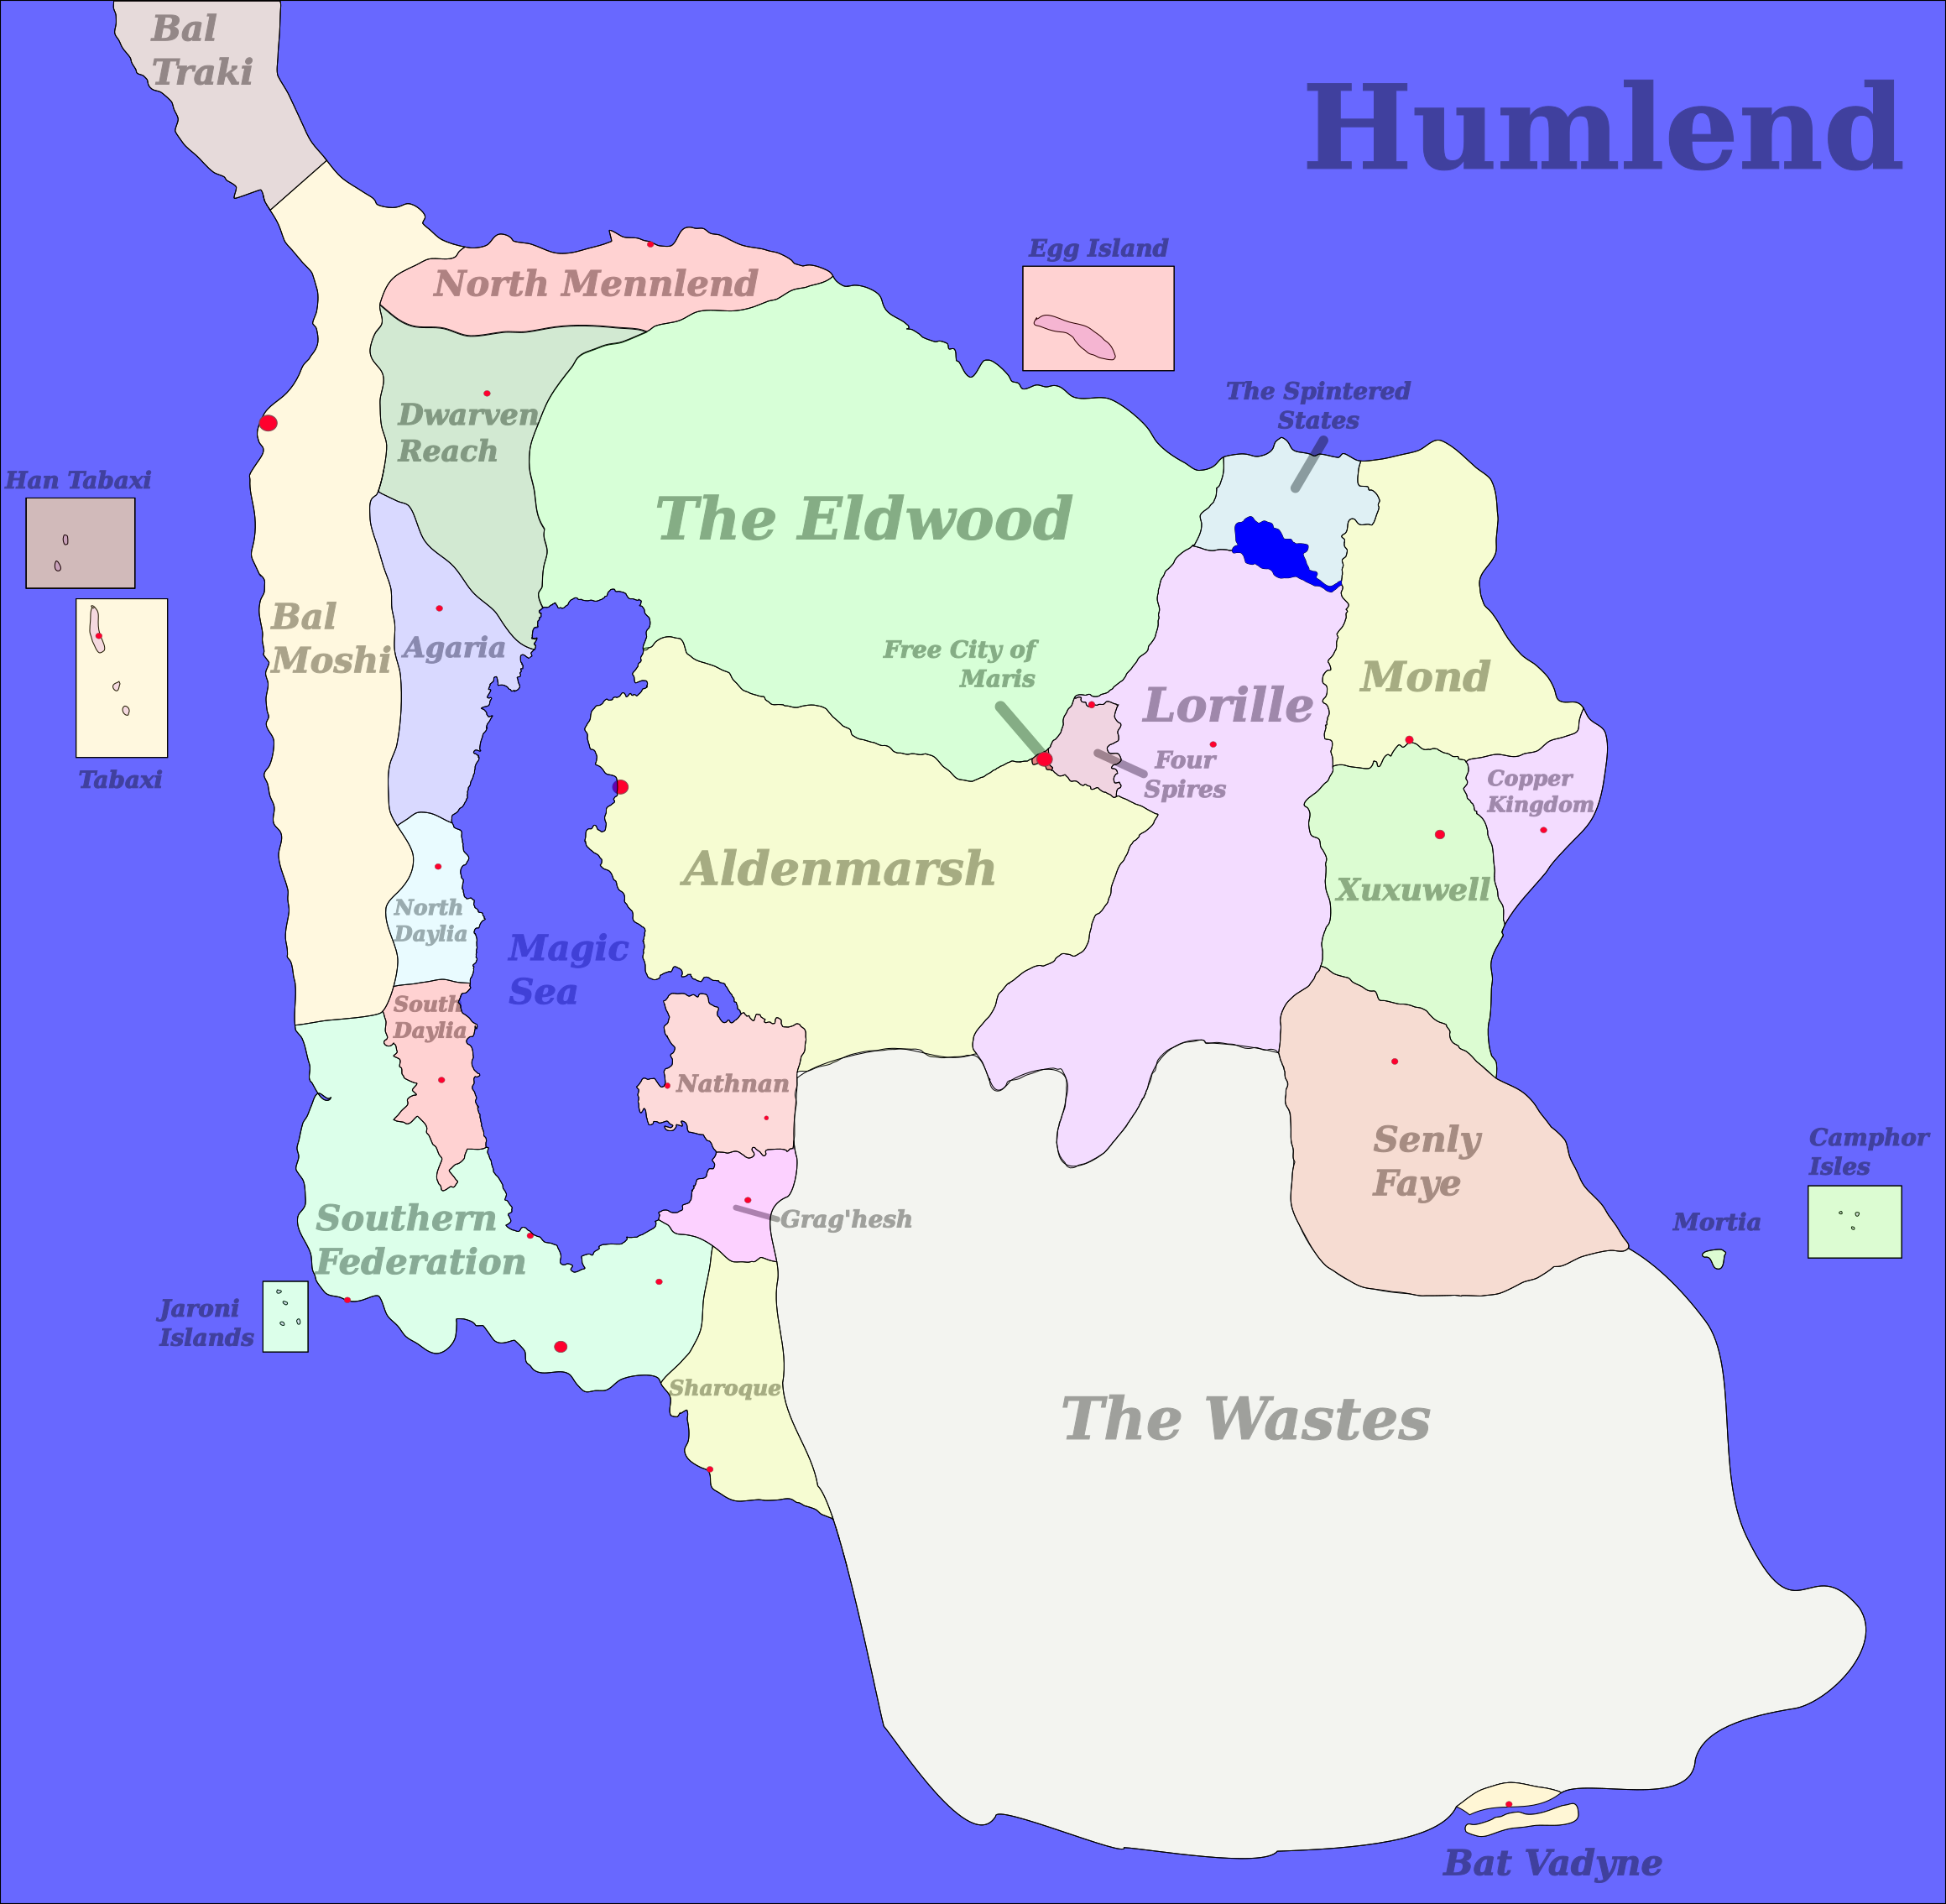 Bal
Traki
Humlend
Egg Island
North Mennlend
The Spintered
States
Dwarven
Reach
Han Tabaxi
The Eldwood
Bal
Moshi
Agaria
Free City of
Maris
Mond
Lorille
Four
Spires
Tabaxi
Copper
Kingdom
Aldenmarsh
Xuxuwell
North
Daylia
Magic
Sea
South
Daylia
Nathnan
Senly
Faye
Camphor
Isles
Southern
Federation
Grag'hesh
Mortia
Jaroni
Islands
Sharoque
The Wastes
Bat Vadyne